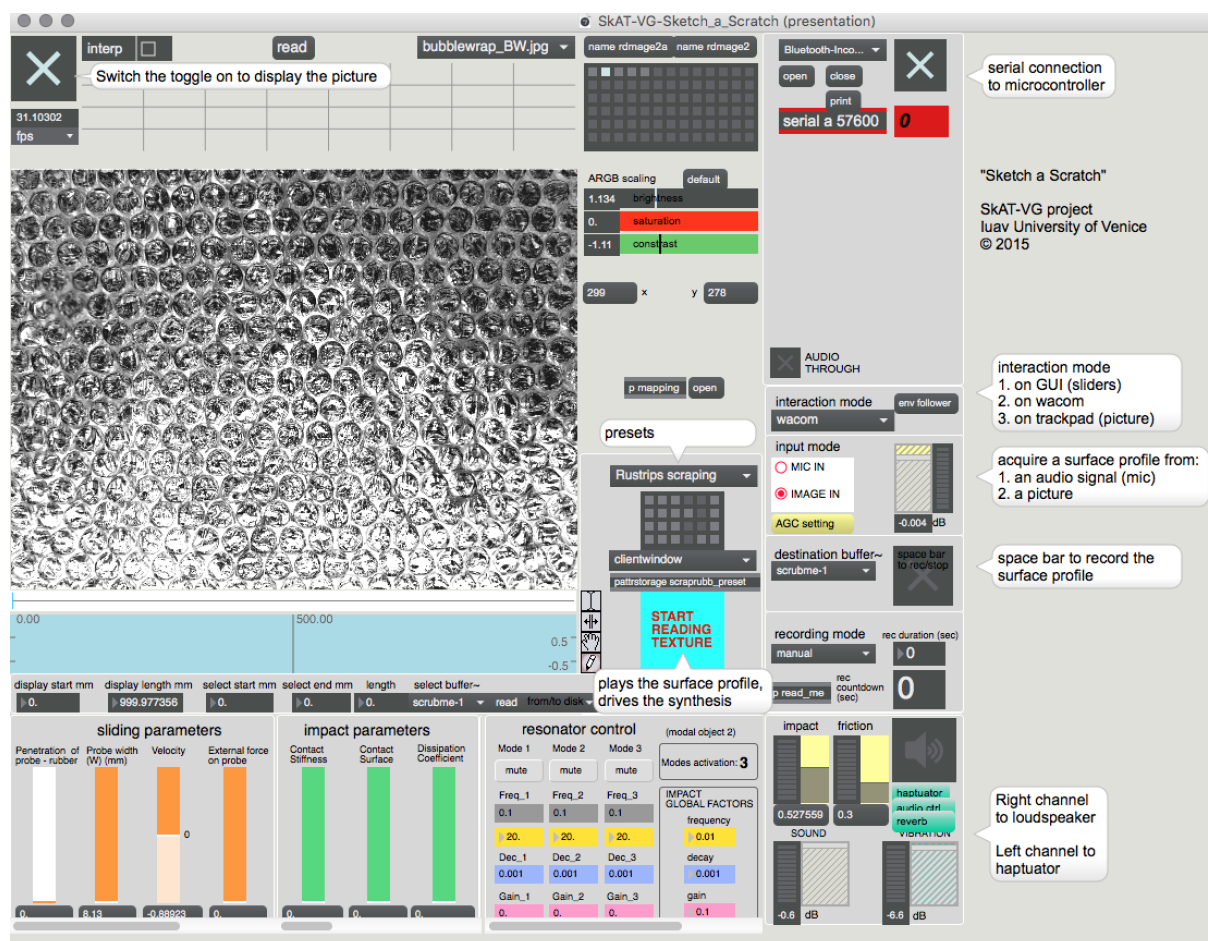 SkAT-VG-Sketch_a_Scratch (presentation)
interp
read
bubblewrap_BW.jpg
Switch the toggle on to display the picture
31.10302
fps
name rdmage2a
name rdmage2
ARGB scaling
default
1.134
brightness
0.
saturation
-1.11
constrast
299
x
y
278
p mapping
open
presets
Rustrips scraping
clientwindow
pattrstorage scraprubb_preset
START
READING
TEXTURE
plays the surface profile,
drives the synthesis
Bluetooth-Inco...
open
close
print
serial a 57600
0
serial connection
to microcontroller
"Sketch a Scratch"
SkAT-VG project
Iuav University of Venice
© 2015
AUDIO
THROUGH
interaction mode
env follower
wacom
interaction mode
1. on GUI (sliders)
2. on wacom
3. on trackpad (picture)
input mode
MIC IN
IMAGE IN
AGC setting
-0.004
dB
acquire a surface profile from:
1. an audio signal (mic)
2. a picture
destination buffer~
scrubme-1
space bar
to rec/stop
space bar to record the
surface profile
recording mode
rec duration (sec)
manual
0
p read_me
rec
countdown
(sec)
0
0.00
500.00
0.5
-0.5
display start mm
display length mm
select start mm
select end mm
length
select buffer~
0.
999.977356
0.
0.
0.
scrubme-1
read
from/to disk
sliding parameters
Penetration of
probe - rubber
Probe width
(W) (mm)
Velocity
External force
on probe
0
0.
8.13
-0.88923
0.
impact parameters
Contact
Stiffness
Contact
Surface
Dissipation
Coefficient
0.
0.
0.
resonator control
(modal object 2)
Mode 1
Mode 2
Mode 3
mute
mute
mute
Modes activation: 3
Freq_1
Freq_2
Freq_3
0.1
0.1
0.1
20.
20.
20.
Dec_1
Dec_2
Dec_3
0.001
0.001
0.001
Gain_1
Gain_2
Gain_3
0.
0.
0.
IMPACT
GLOBAL FACTORS
frequency
0.01
decay
0.001
gain
0.1
impact
friction
0.527559
0.3
haptuator
audio ctrl
reverb
SOUND
VIBRATION
-0.6
dB
-6.6
dB
Right channel
to loudspeaker
Left channel to
haptuator